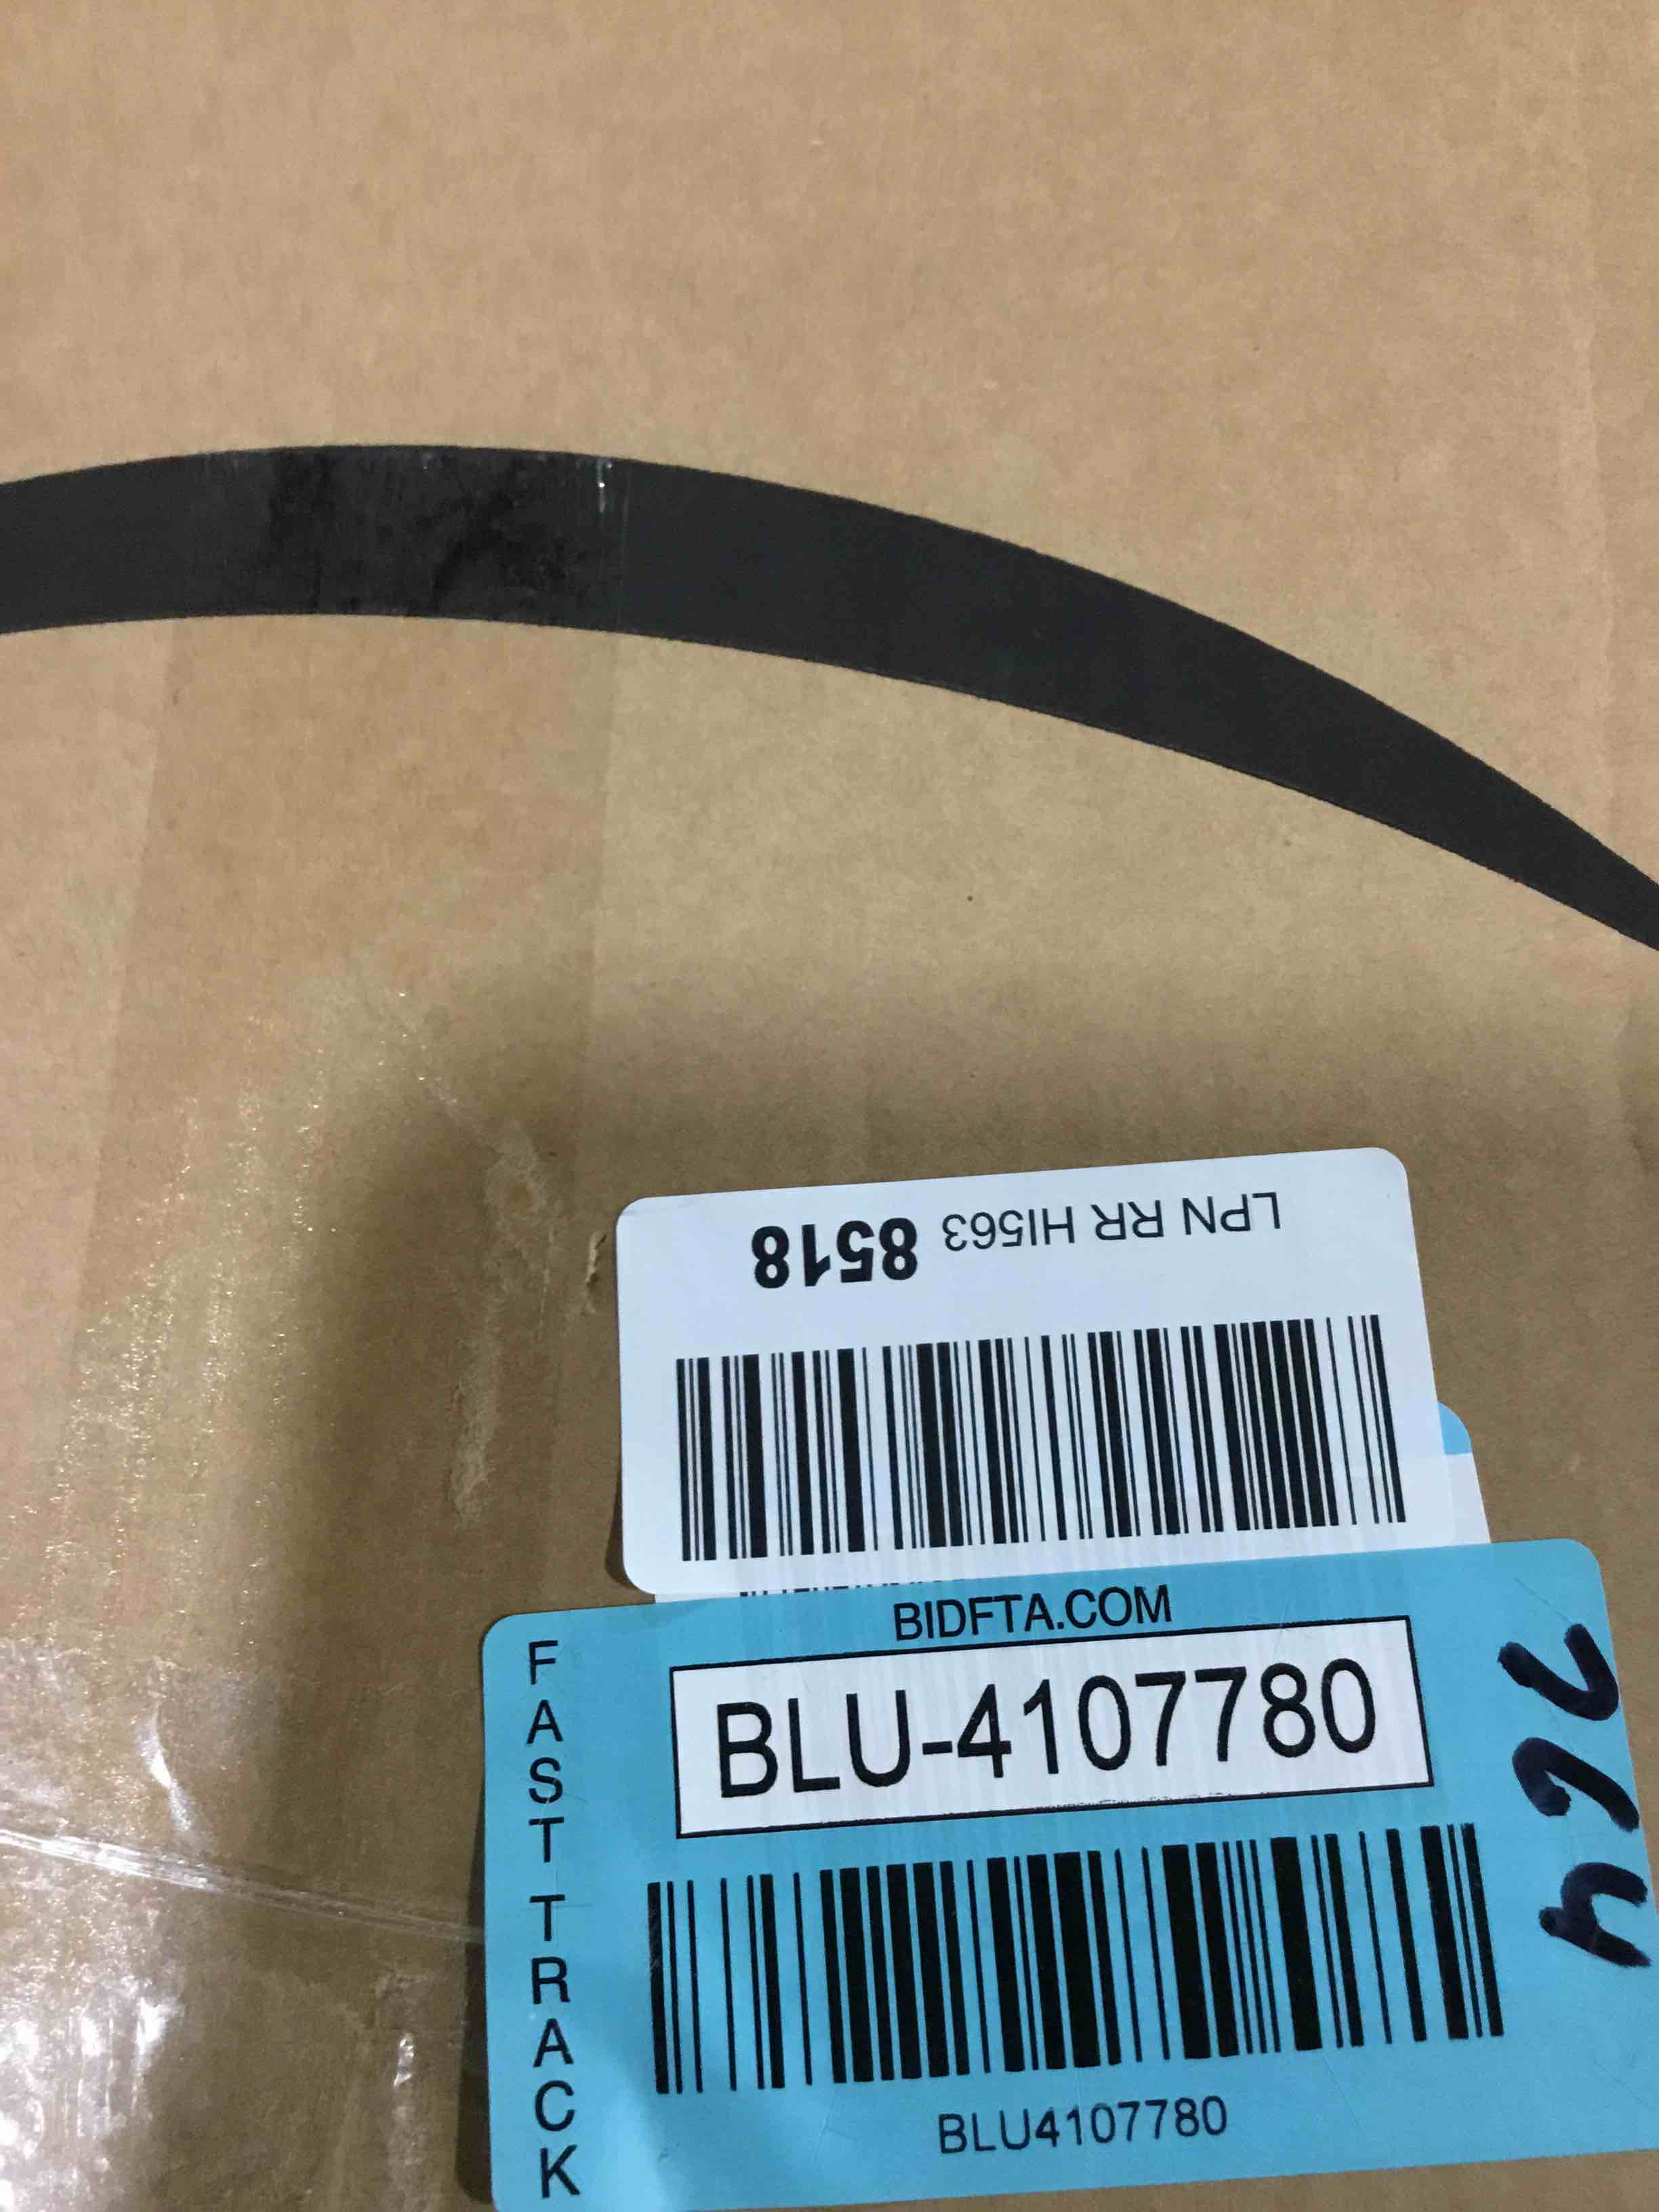 LPN RR HI563 8518
BIDFTA.COM
BLU-4107780
FAST TRACK
BLU4107780